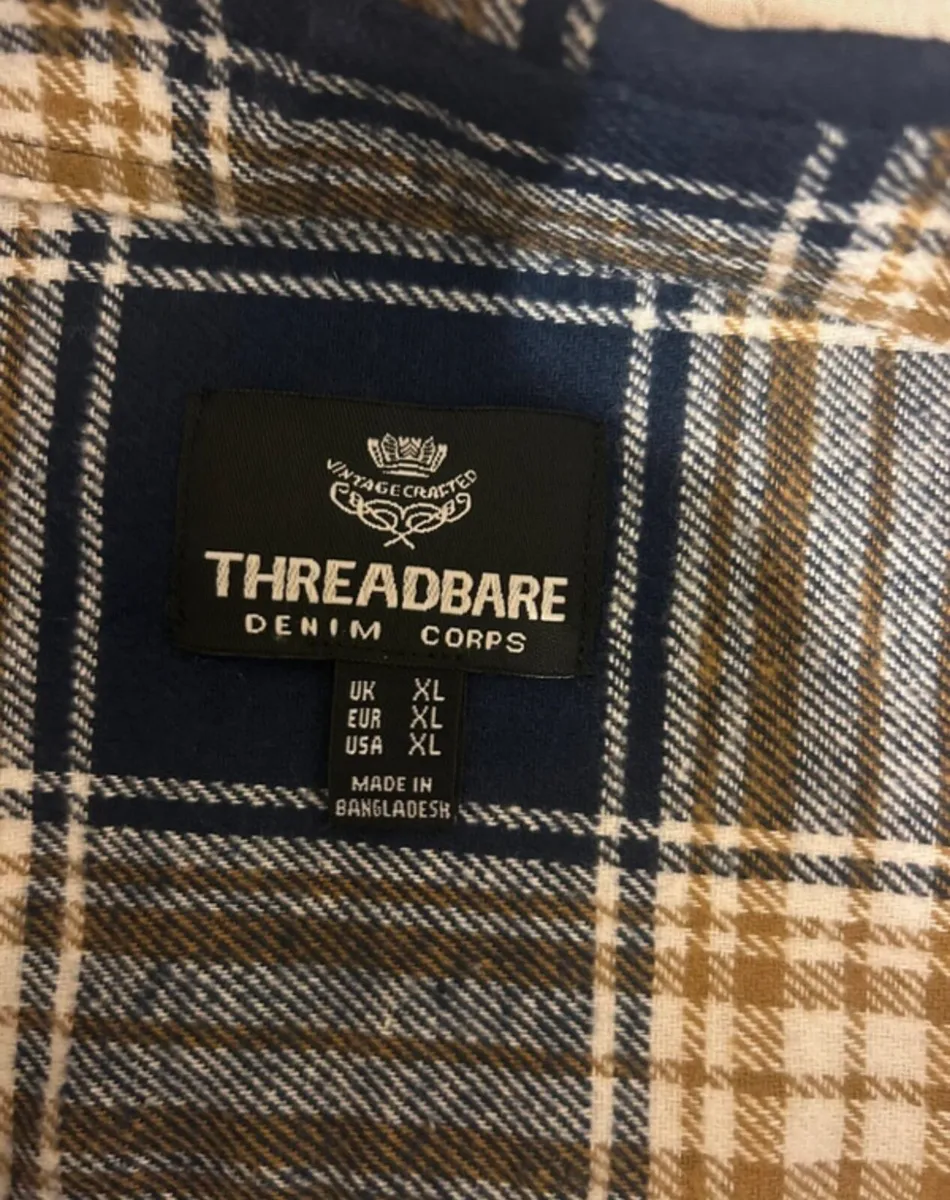 VINTAGE CRAFTED
THREADBARE
DENIM CORPS
UK XL
EUR XL
USA XL
MADE IN
BANGLADESH